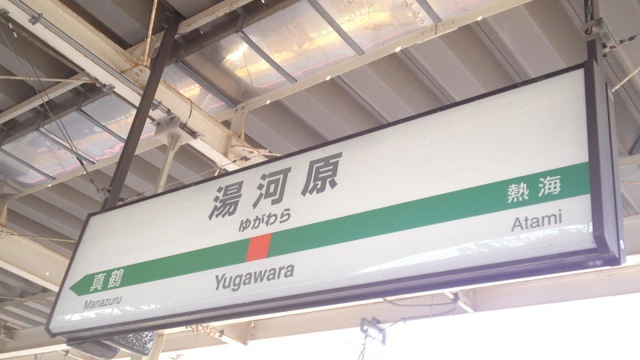 湯河原
ゆがわら
真鶴
熱海
Manazuru
Yugawara
Atami